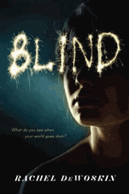 BLIND
What do you see when
your world goes dark?
RACHEL DeWOSKIN